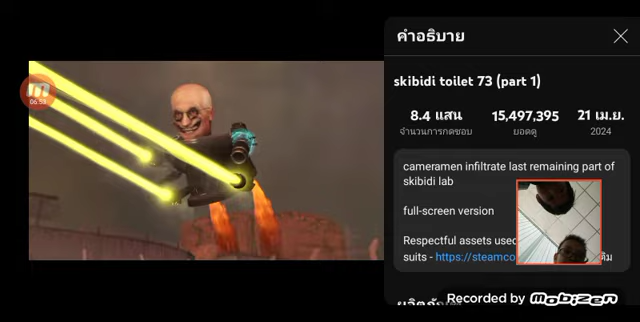 คำอธิบาย
skibidi toilet 73 (part 1)
8.4 แสน 15,497,395 21 เม.ย.
จำนวนการกดชอบ ยอดดู 2024
cameramen infiltrate last remaining part of
skibidi lab
full-screen version
Respectful assets used
suits - https://steamco
M
06:55
Recorded by mobizen